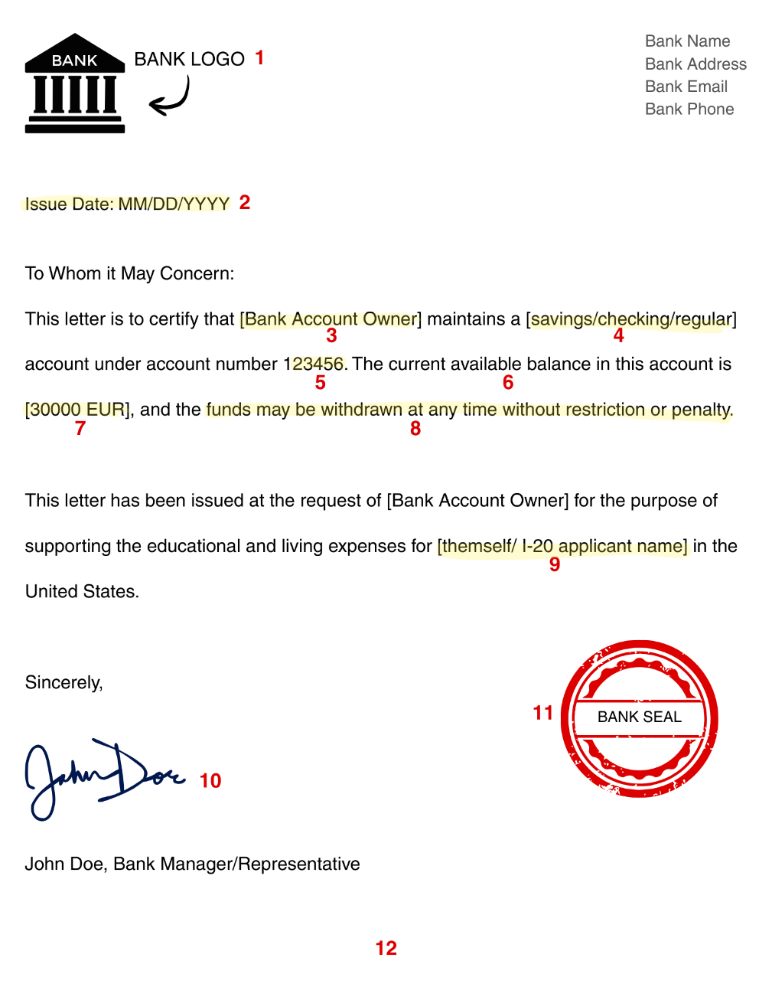 BANK
BANK LOGO 1
Bank Name
Bank Address
Bank Email
Bank Phone
Issue Date: MM/DD/YYYY 2
To Whom it May Concern:
This letter is to certify that [Bank Account Owner] maintains a [savings/checking/regular]
3 4
account under account number 123456. The current available balance in this account is
5 6
[30000 EUR], and the funds may be withdrawn at any time without restriction or penalty.
7 8
This letter has been issued at the request of [Bank Account Owner] for the purpose of
supporting the educational and living expenses for [themself/ I-20 applicant name] in the
9
United States.
Sincerely,
11 BANK SEAL
John Doe 10
John Doe, Bank Manager/Representative
12